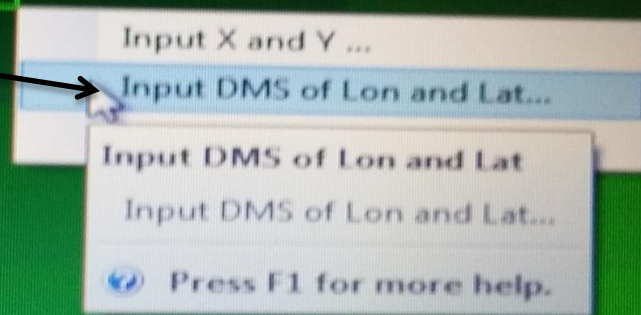 Input X and Y ...
Input DMS of Lon and Lat...
Input DMS of Lon and Lat
Input DMS of Lon and Lat...
Press F1 for more help.